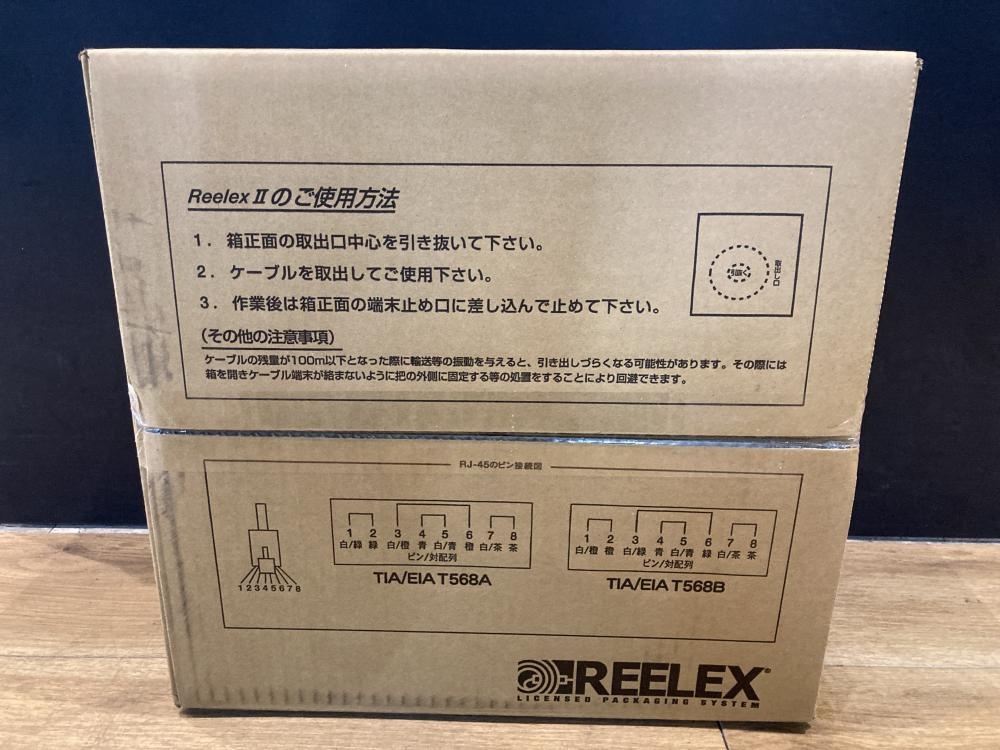 Reelex Ⅱのご使用方法
1. 箱正面の取出口中心を引き抜いて下さい。
2. ケーブルを取出してご使用下さい。
3. 作業後は箱正面の端末止め口に差し込んで止めて下さい。
引抜く
取出し口
(その他の注意事項)
ケーブルの残量が100m以下となった際に輸送等の振動を与えると、引き出しづらくなる可能性があります。その際には
箱を開きケーブル端末が絡まないように把の外側に固定する等の処置をすることにより回避できます。
RJ-45のピン接続図
12345678
1 2 3 4 5 6 7 8
白/緑 緑 白/橙 青 白/青 橙 白/茶 茶
ピン/対配列
TIA/EIA T568A
1 2 3 4 5 6 7 8
白/橙 橙 白/緑 青 白/青 緑 白/茶 茶
ピン/対配列
TIA/EIA T568B
REELEX®
LICENSED PACKAGING SYSTEM